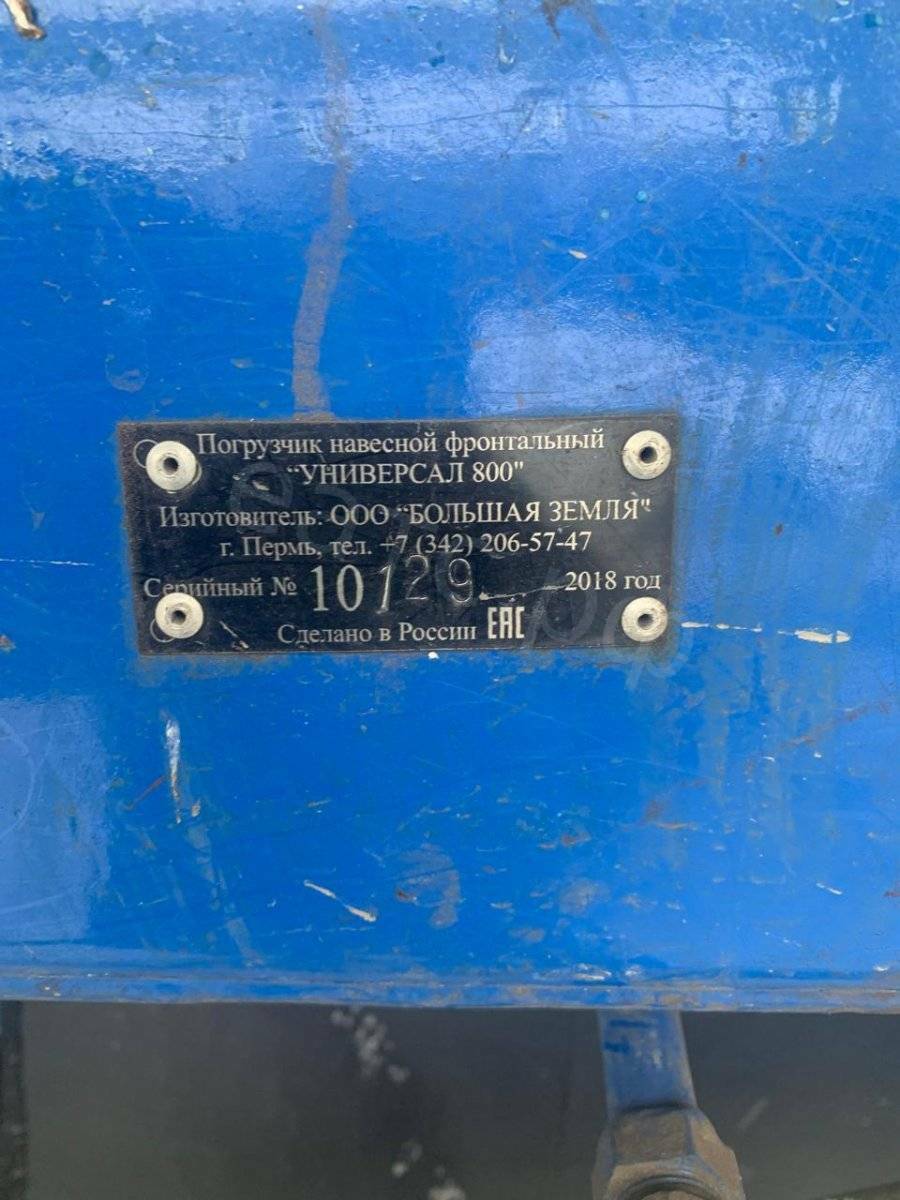 Погрузчик навесной фронтальный
“УНИВЕРСАЛ 800"
Изготовитель: ООО “БОЛЬШАЯ ЗЕМЛЯ"
г. Пермь, тел. +7 (342) 206-57-47
Серийный № 10129 2018 год
Сделано в России EAC